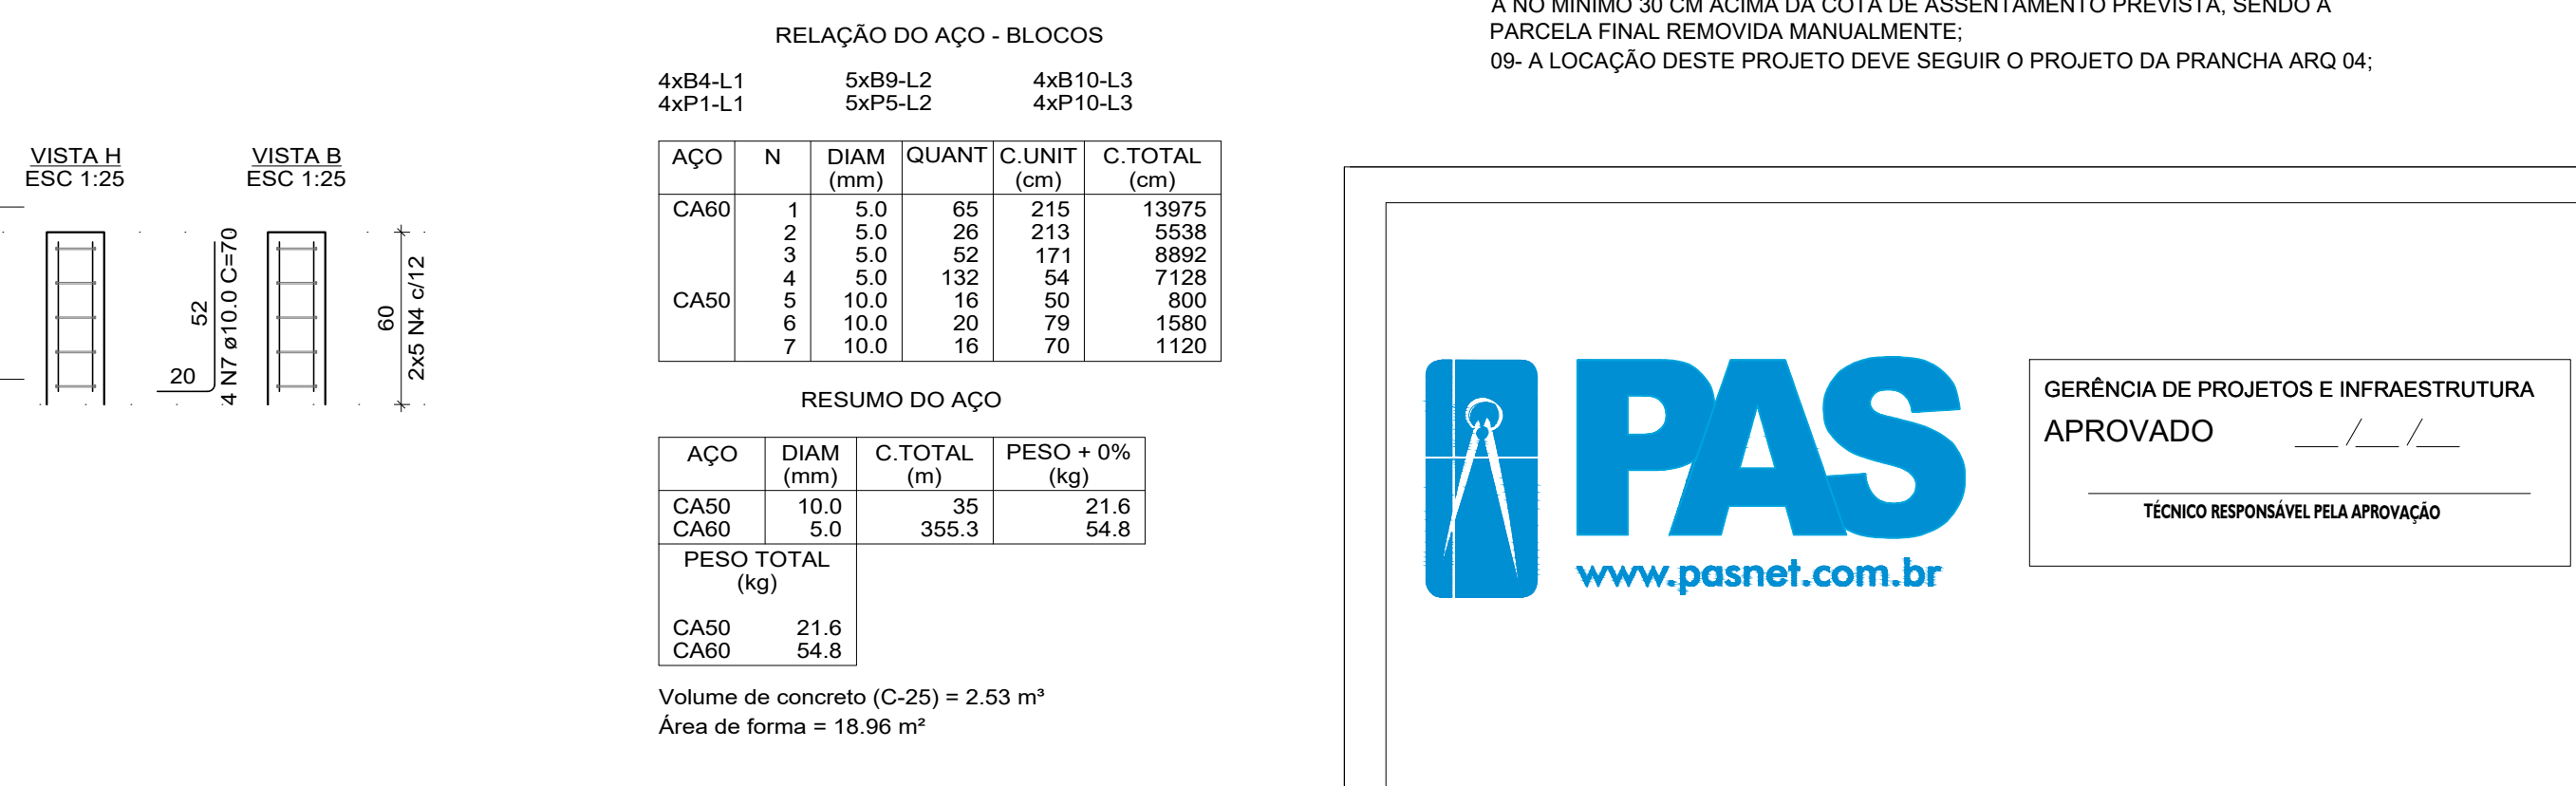 VISTA H
ESC 1:25
VISTA B
ESC 1:25
52
20
4 N7 ø10.0 C=70
60
2x5 N4 c/12
RELAÇÃO DO AÇO - BLOCOS
4xB4-L1 5xB9-L2 4xB10-L3
4xP1-L1 5xP5-L2 4xP10-L3
AÇO N DIAM QUANT C.UNIT C.TOTAL
(mm) (cm) (cm)
CA60 1 5.0 65 215 13975
2 5.0 26 213 5538
3 5.0 52 171 8892
4 5.0 132 54 7128
CA50 5 10.0 16 50 800
6 10.0 20 79 1580
7 10.0 16 70 1120
RESUMO DO AÇO
AÇO DIAM C.TOTAL PESO + 0%
(mm) (m) (kg)
CA50 10.0 35 21.6
CA60 5.0 355.3 54.8
PESO TOTAL
(kg)
CA50 21.6
CA60 54.8
Volume de concreto (C-25) = 2.53 m³
Área de forma = 18.96 m²
A NO MÍNIMO 30 CM ACIMA DA COTA DE ASSENTAMENTO PREVISTA, SENDO A
PARCELA FINAL REMOVIDA MANUALMENTE;
09- A LOCAÇÃO DESTE PROJETO DEVE SEGUIR O PROJETO DA PRANCHA ARQ 04;
PAS
www.pasnet.com.br
GERÊNCIA DE PROJETOS E INFRAESTRUTURA
APROVADO ___/___/___
TÉCNICO RESPONSÁVEL PELA APROVAÇÃO